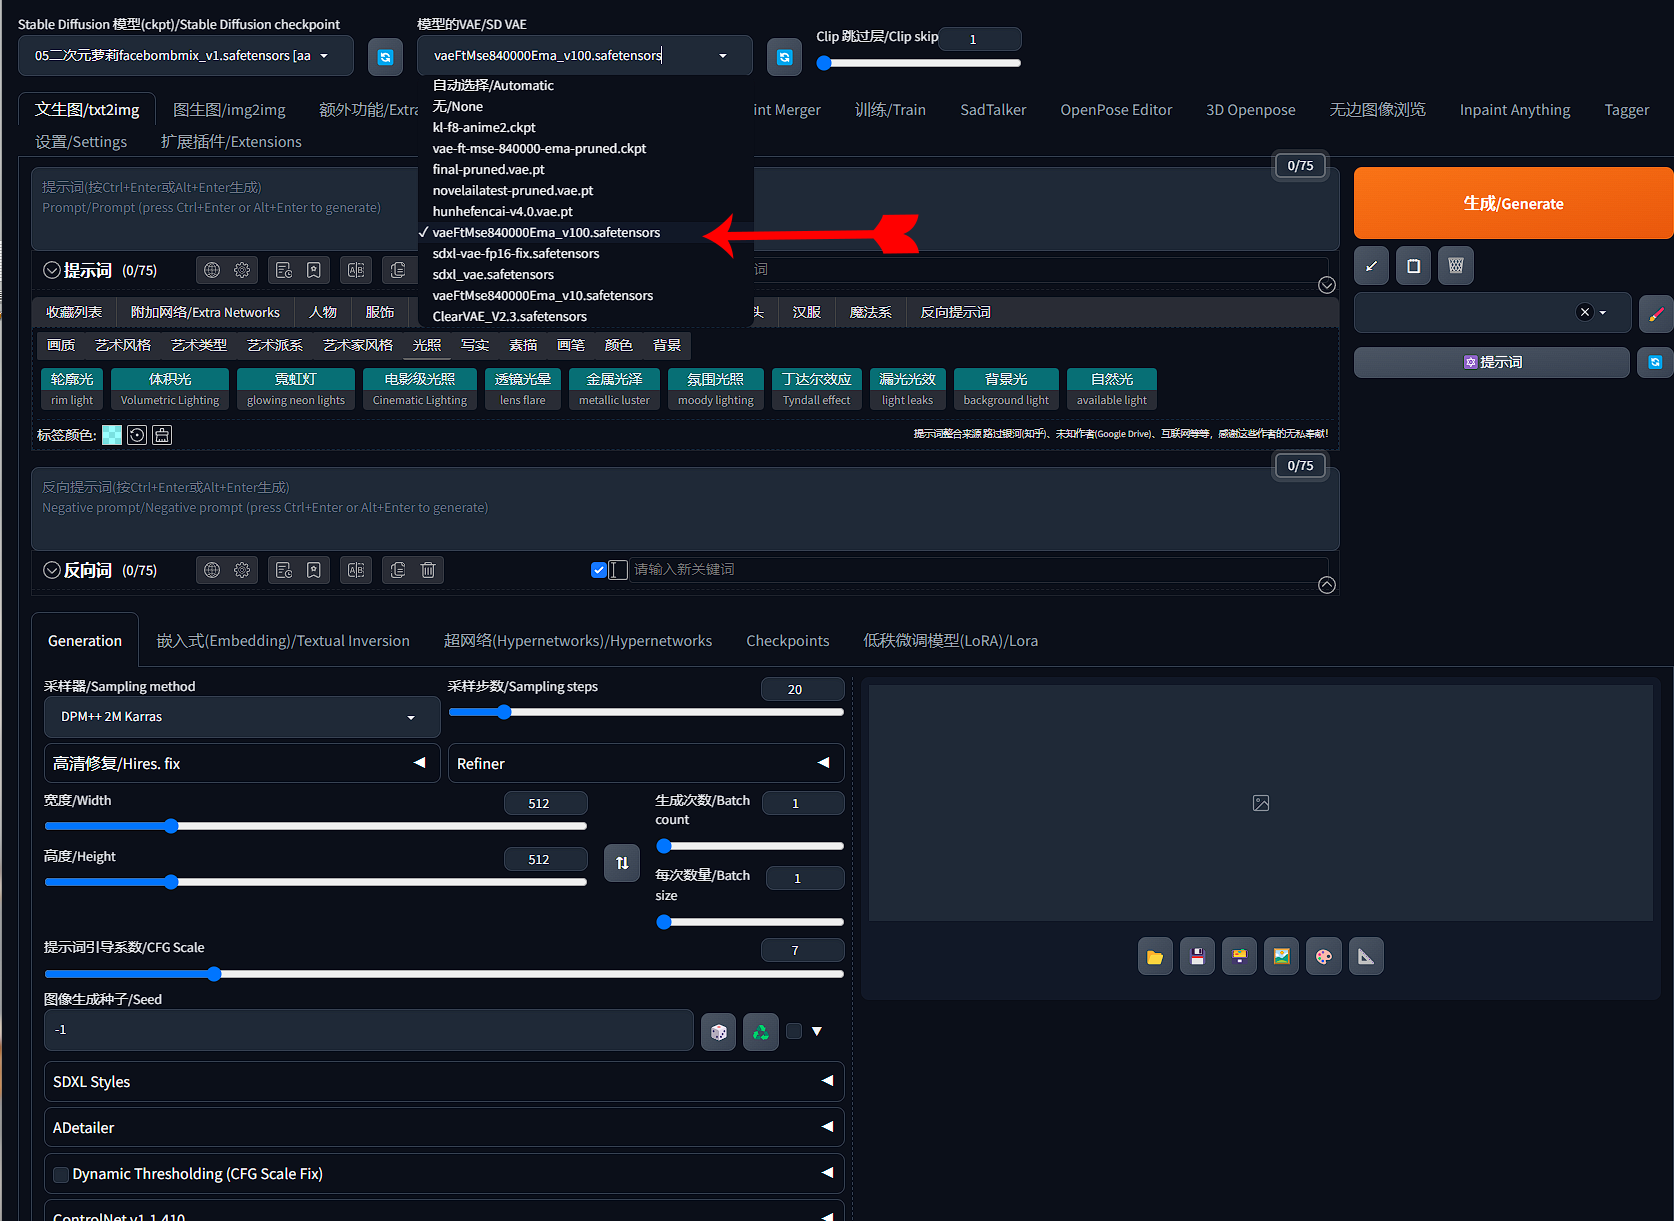 Stable Diffusion 模型(ckpt)/Stable Diffusion checkpoint
模型的VAE/SD VAE
Clip 跳过层/Clip skip
1
05二次元萝莉facebombmix_v1.safetensors [aa
vaeFtMse840000Ema_v100.safetensors
自动选择/Automatic
无/None
kl-f8-anime2.ckpt
vae-ft-mse-840000-ema-pruned.ckpt
final-pruned.vae.pt
novelailatest-pruned.vae.pt
hunhefencai-v4.0.vae.pt
✓ vaeFtMse840000Ema_v100.safetensors
sdxl-vae-fp16-fix.safetensors
sdxl_vae.safetensors
vaeFtMse840000Ema_v10.safetensors
ClearVAE_V2.3.safetensors
文生图/txt2img 图生图/img2img 额外功能/Extra int Merger 训练/Train SadTalker OpenPose Editor 3D Openpose 无边图像浏览 Inpaint Anything Tagger
设置/Settings 扩展插件/Extensions
0/75
提示词(按Ctrl+Enter或Alt+Enter生成)
Prompt/Prompt (press Ctrl+Enter or Alt+Enter to generate)
生成/Generate
提示词 (0/75)
词
收藏列表 附加网络/Extra Networks 人物 服饰 头 汉服 魔法系 反向提示词
画质 艺术风格 艺术类型 艺术派系 艺术家风格 光照 写实 素描 画笔 颜色 背景
提示词
轮廓光 体积光 霓虹灯 电影级光照 透镜光晕 金属光泽 氛围光照 丁达尔效应 漏光光效 背景光 自然光
rim light Volumetric Lighting glowing neon lights Cinematic Lighting lens flare metallic luster moody lighting Tyndall effect light leaks background light available light
标签颜色:
提示词整合来源 路过银河(知乎)、未知作者(Google Drive)、互联网等等，感谢这些作者的无私奉献！
0/75
反向提示词(按Ctrl+Enter或Alt+Enter生成)
Negative prompt/Negative prompt (press Ctrl+Enter or Alt+Enter to generate)
反向词 (0/75)
请输入新关键词
Generation 嵌入式(Embedding)/Textual Inversion 超网络(Hypernetworks)/Hypernetworks Checkpoints 低秩微调模型(LoRA)/Lora
采样器/Sampling method
DPM++ 2M Karras
采样步数/Sampling steps
20
高清修复/Hires. fix
Refiner
宽度/Width
512
生成次数/Batch
count
1
高度/Height
512
每次数量/Batch
size
1
提示词引导系数/CFG Scale
7
图像生成种子/Seed
-1
SDXL Styles
ADetailer
Dynamic Thresholding (CFG Scale Fix)
ControlNet v1.1.410